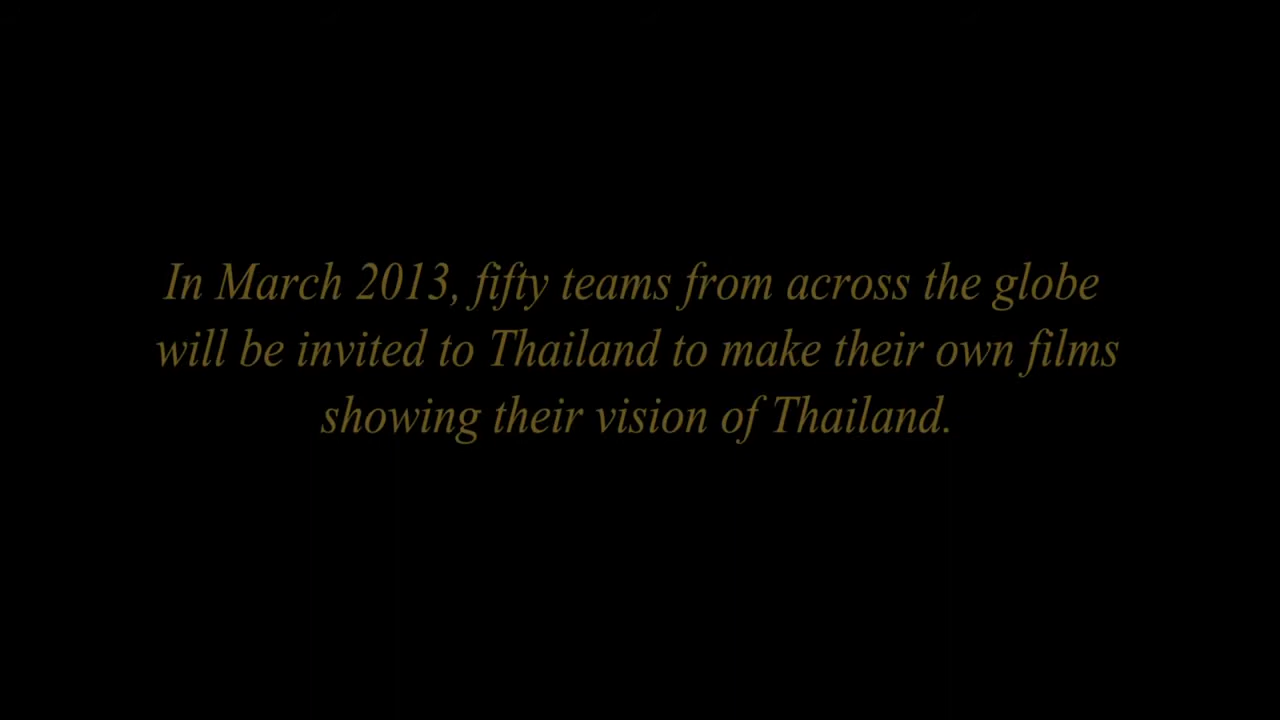 In March 2013, fifty teams from across the globe
will be invited to Thailand to make their own films
showing their vision of Thailand.